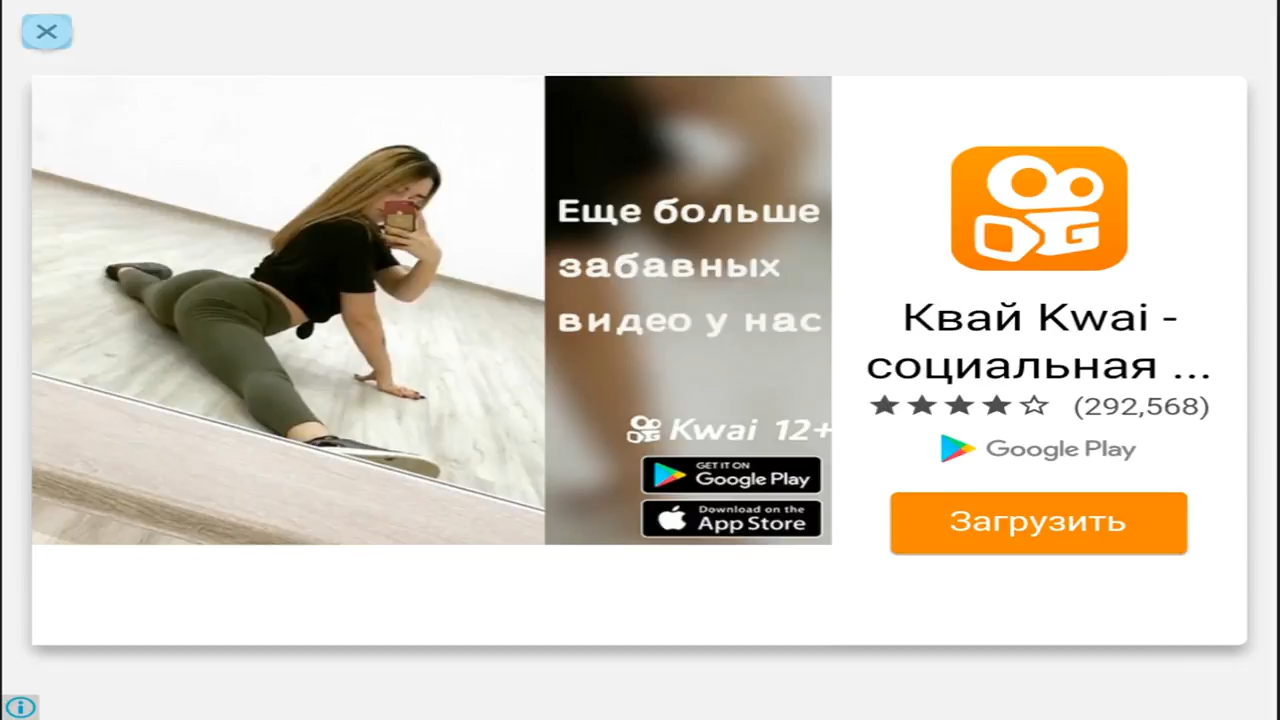 Еще больше
забавных
видео у нас
Kwai 12+
GET IT ON
Google Play
Download on the
App Store
Квай Kwai -
социальная ...
(292,568)
Google Play
Загрузить